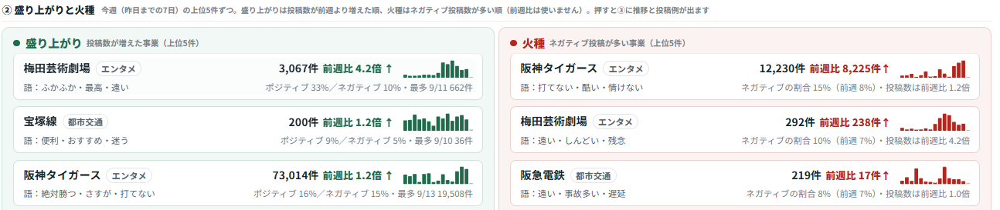 ② 盛り上がりと火種 今週（昨日までの7日）の上位5件ずつ。盛り上がりは投稿数が前週より増えた順、火種はネガティブ投稿数が多い順（前週比は使いません）。押すと③に推移と投稿例が出ます
● 盛り上がり 投稿数が増えた事業（上位5件）
梅田芸術劇場 エンタメ 3,067件 前週比 4.2倍 ↑
語：ふかふか・最高・遠い ポジティブ 33%／ネガティブ 10%・最多 9/11 662件
宝塚線 都市交通 200件 前週比 1.2倍 ↑
語：便利・おすすめ・迷う ポジティブ 9%／ネガティブ 5%・最多 9/10 36件
阪神タイガース エンタメ 73,014件 前週比 1.2倍 ↑
語：絶対勝つ・さすが・打てない ポジティブ 16%／ネガティブ 15%・最多 9/13 19,508件
● 火種 ネガティブ投稿が多い事業（上位5件）
阪神タイガース エンタメ 12,230件 前週比 8,225件↑
語：打てない・酷い・情けない ネガティブの割合 15%（前週 8%）・投稿数は前週比 1.2倍
梅田芸術劇場 エンタメ 292件 前週比 238件↑
語：遠い・しんどい・残念 ネガティブの割合 10%（前週 7%）・投稿数は前週比 4.2倍
阪急電鉄 都市交通 219件 前週比 17件↑
語：遠い・事故多い・遅延 ネガティブの割合 8%（前週 7%）・投稿数は前週比 1.0倍